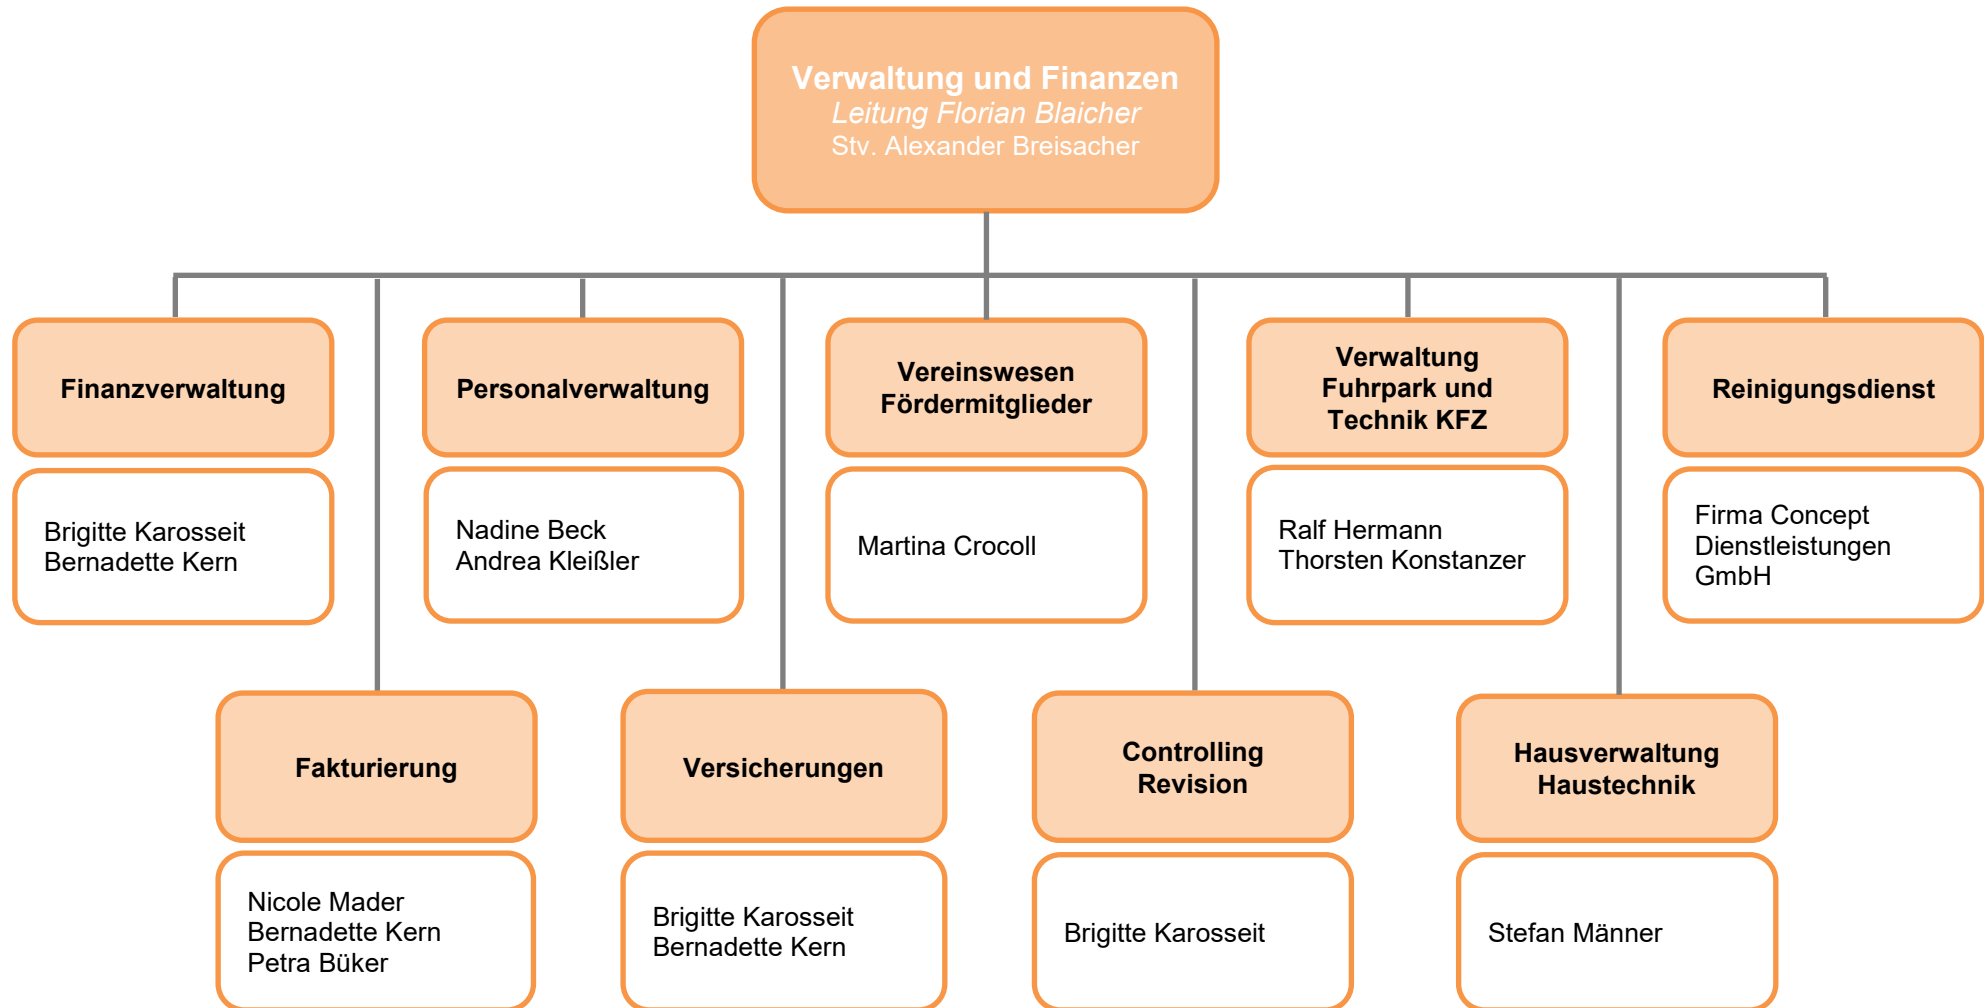 Verwaltung und Finanzen
Leitung Florian Blaicher
Stv. Alexander Breisacher
Finanzverwaltung
Brigitte Karosseit
Bernadette Kern
Personalverwaltung
Nadine Beck
Andrea Kleißler
Vereinswesen
Fördermitglieder
Martina Crocoll
Verwaltung
Fuhrpark und
Technik KFZ
Ralf Hermann
Thorsten Konstanzer
Reinigungsdienst
Firma Concept
Dienstleistungen
GmbH
Fakturierung
Nicole Mader
Bernadette Kern
Petra Büker
Versicherungen
Brigitte Karosseit
Bernadette Kern
Controlling
Revision
Brigitte Karosseit
Hausverwaltung
Haustechnik
Stefan Männer